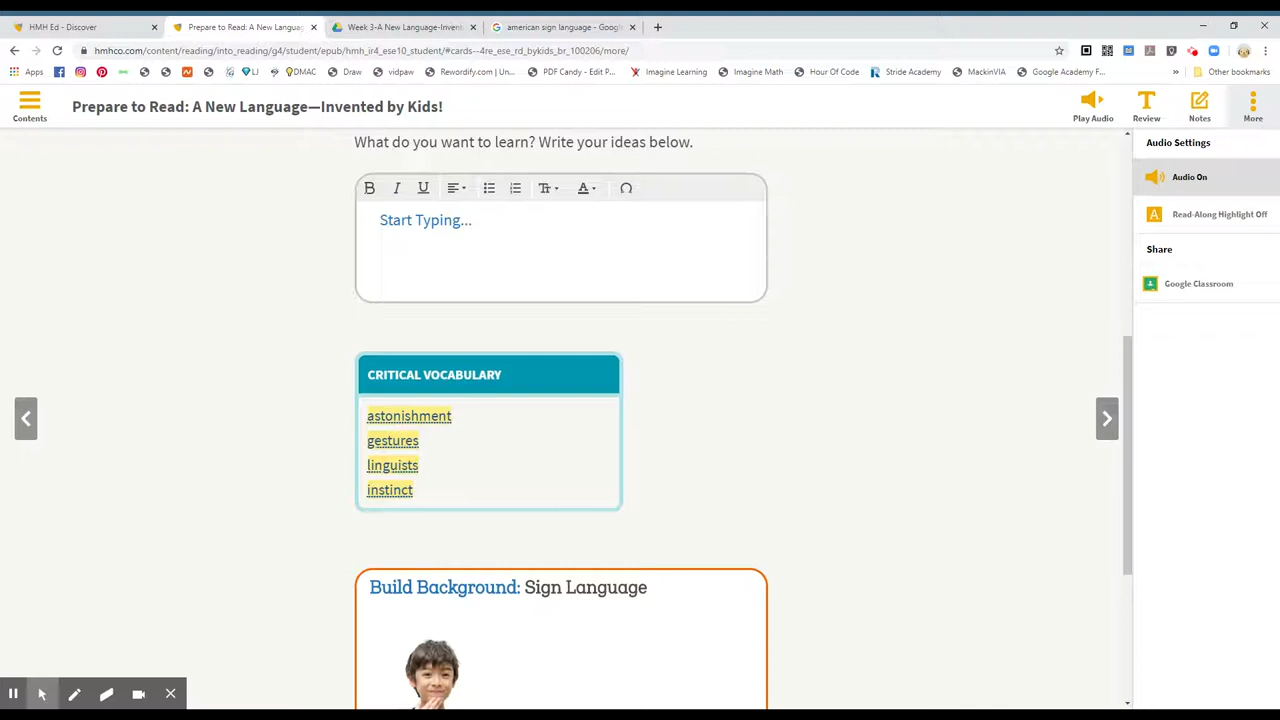 HMH Ed - Discover
Prepare to Read: A New Languag
Week 3-A New Language-Invent
american sign language - Googl
hmhco.com/content/reading/into_reading/g4/student/epub/hmh_ir4_ese10_student/#cards--4re_ese_rd_bykids_br_100206/more/
Apps
LJ
DMAC
Draw
vidpaw
Rewordify.com | Un...
PDF Candy - Edit P...
Imagine Learning
Imagine Math
Hour Of Code
Stride Academy
MackinVIA
Google Academy F...
»
Other bookmarks
Contents
Prepare to Read: A New Language—Invented by Kids!
Play Audio
Review
Notes
More
What do you want to learn? Write your ideas below.
Start Typing...
CRITICAL VOCABULARY
astonishment
gestures
linguists
instinct
Build Background: Sign Language
Audio Settings
Audio On
Read-Along Highlight Off
Share
Google Classroom